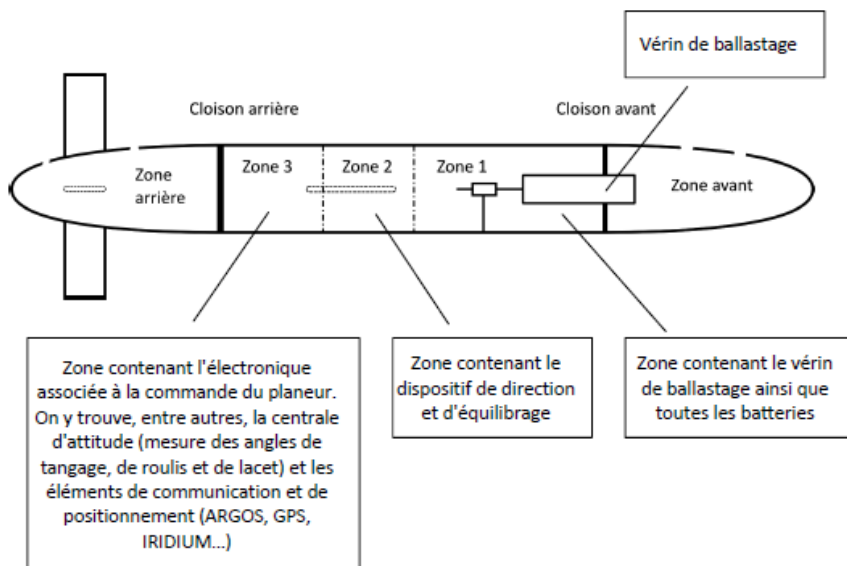 Vérin de ballastage
Cloison arrière
Cloison avant
Zone 3
Zone 2
Zone 1
Zone
arrière
Zone avant
Zone contenant l'électronique
associée à la commande du planeur.
On y trouve, entre autres, la centrale
d'attitude (mesure des angles de
tangage, de roulis et de lacet) et les
éléments de communication et de
positionnement (ARGOS, GPS,
IRIDIUM...)
Zone contenant le
dispositif de direction
et d'équilibrage
Zone contenant le vérin
de ballastage ainsi que
toutes les batteries